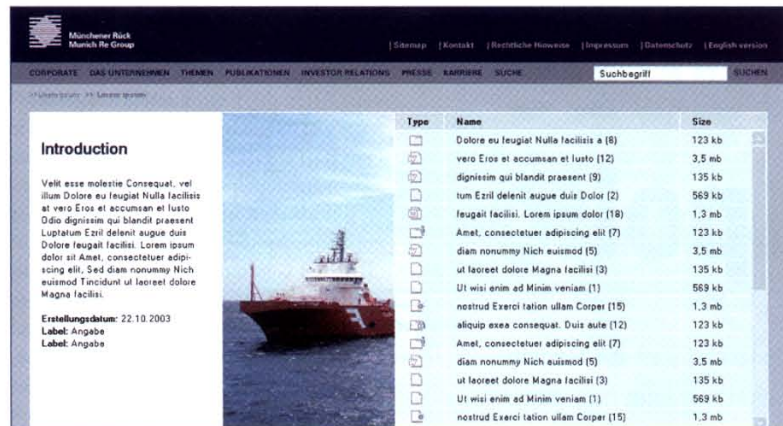 Münchener Rück
Munich Re Group
| Sitemap | Kontakt | Rechtliche Hinweise | Impressum | Datenschutz | English version
CORPORATE DAS UNTERNEHMEN THEMEN PUBLIKATIONEN INVESTOR RELATIONS PRESSE KARRIERE SUCHE Suchbegriff SUCHEN
>> Lorem ipsum >> Lorem ipsum
Introduction
Velit esse molestie Consequat, vel
illum Dolore eu feugiat Nulla facilisis
at vero Eros et accumsan et Iusto
Odio dignissim qui blandit praesent
Luptatum Ezril delenit augue duis
Dolore feugait facilisi. Lorem ipsum
dolor sit Amet, consectetuer adipi-
scing elit, Sed diam nonummy Nich
euismod Tincidunt ut laoreet dolore
Magna facilisi.
Erstellungsdatum: 22.10.2003
Label: Angabe
Label: Angabe
Type Name Size
Dolore eu feugiat Nulla facilisis a (8) 123 kb
vero Eros et accumsan et Iusto (12) 3,5 mb
dignissim qui blandit praesent (9) 135 kb
tum Ezril delenit augue duis Dolor (2) 569 kb
feugait facilisi. Lorem ipsum dolor (18) 1,3 mb
Amet, consectetuer adipiscing elit (7) 123 kb
diam nonummy Nich euismod (5) 3,5 mb
ut laoreet dolore Magna facilisi (3) 135 kb
Ut wisi enim ad Minim veniam (1) 569 kb
nostrud Exerci tation ullam Corper (15) 1,3 mb
aliquip exea consequat. Duis aute (12) 123 kb
Amet, consectetuer adipiscing elit (7) 123 kb
diam nonummy Nich euismod (5) 3,5 mb
ut laoreet dolore Magna facilisi (3) 135 kb
Ut wisi enim ad Minim veniam (1) 569 kb
nostrud Exerci tation ullam Corper (15) 1,3 mb